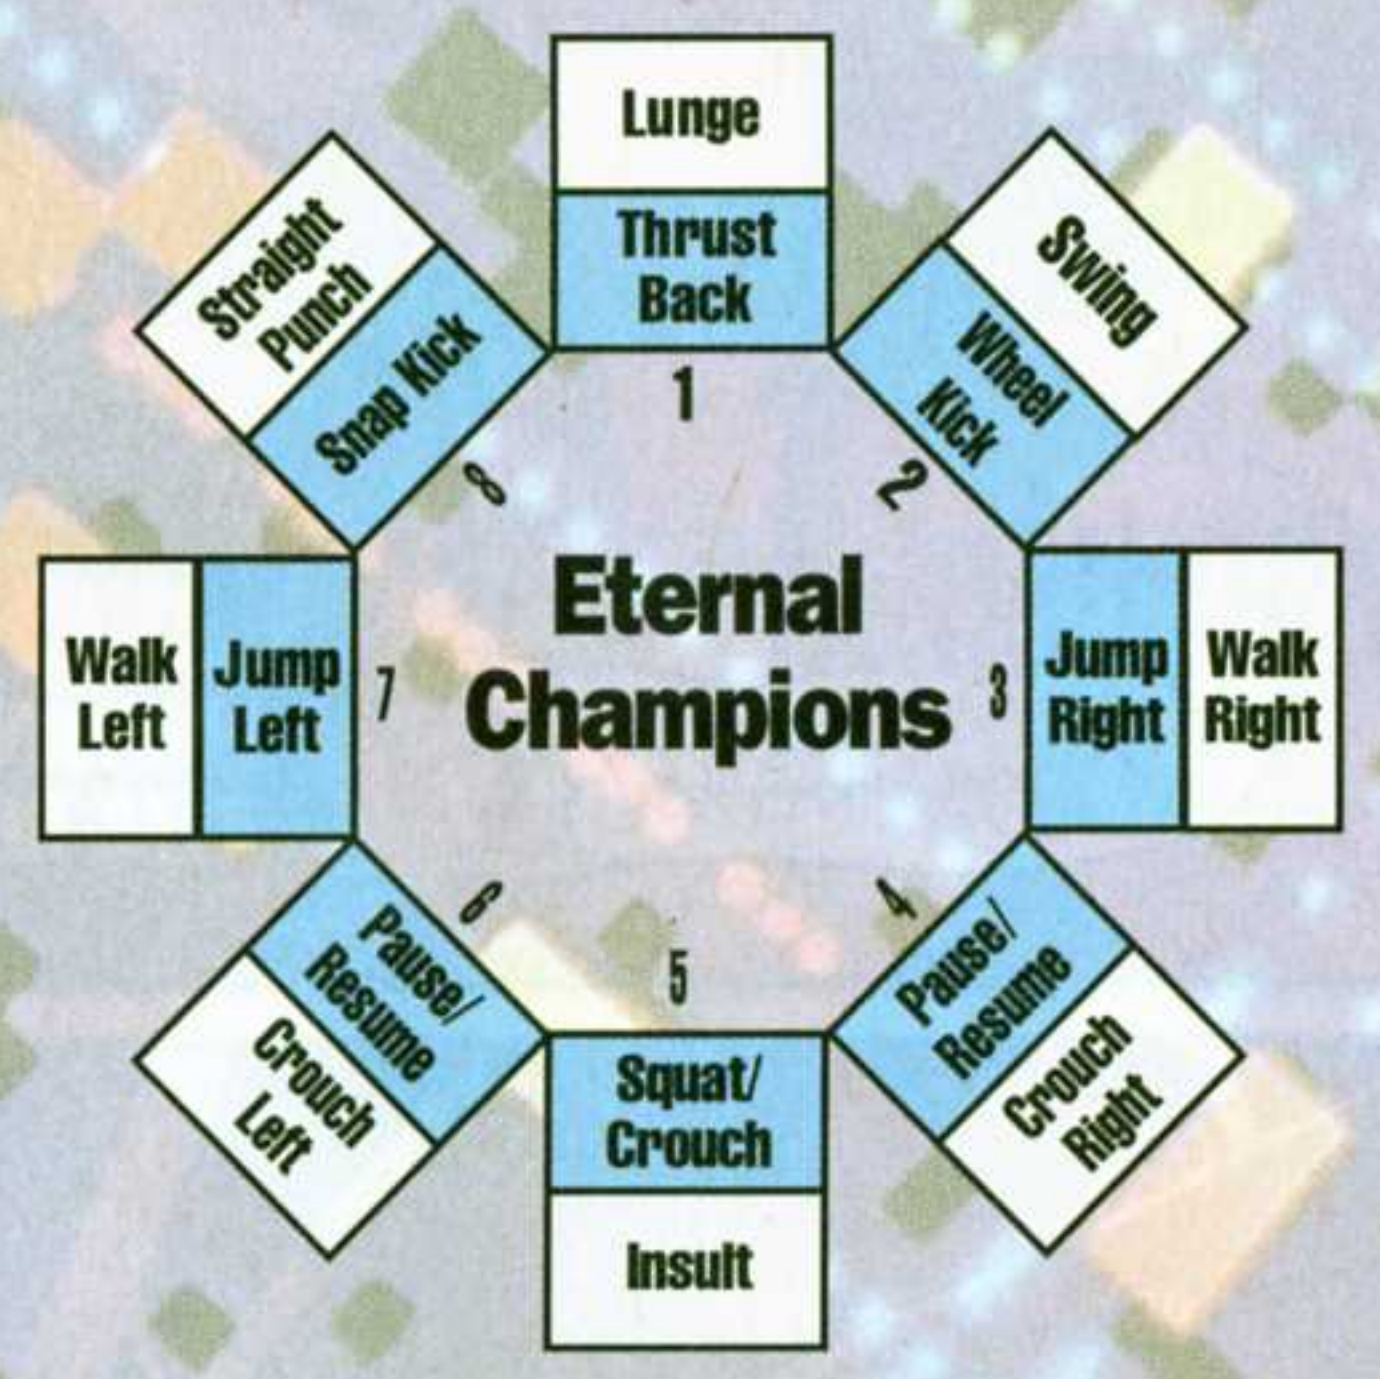 Lunge
Thrust
Back
1
Swing
Wheel
Kick
2
Jump
Right
Walk
Right
3
Pause/
Resume
Crouch
Right
4
Squat/
Crouch
Insult
5
Pause/
Resume
Crouch
Left
6
Walk
Left
Jump
Left
7
Straight
Punch
Snap Kick
8
Eternal
Champions